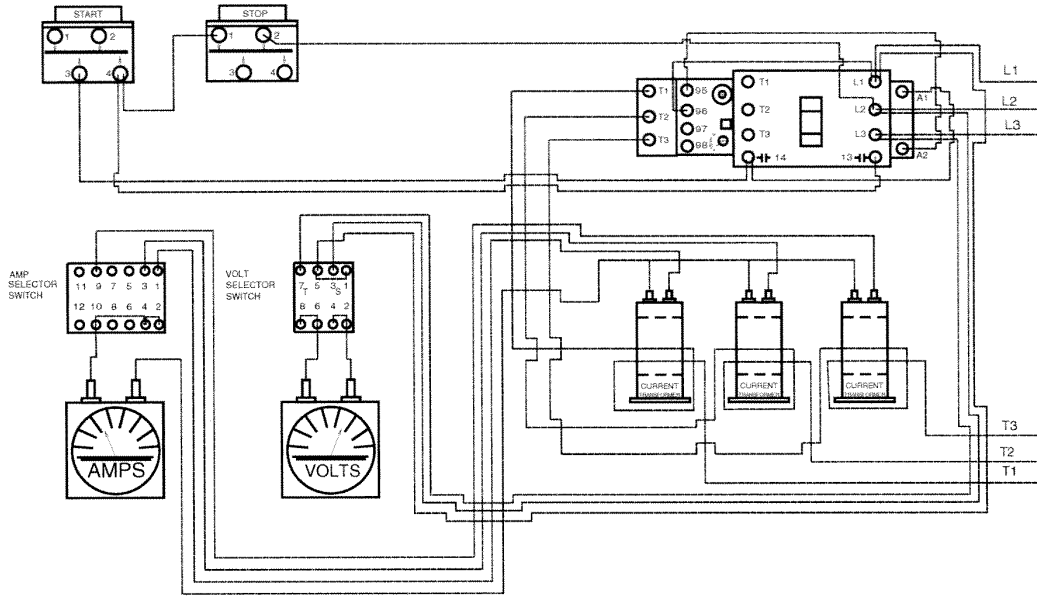 START
STOP
1 2
1 2
3 4
3 4
L1
L2
L3
T1 95
T2 96
T3 97
98
T1 L1
T2 L2
T3 L3
14 13
A1
A2
AMP
SELECTOR
SWITCH
11 9 7 5 3 1
12 10 8 6 4 2
VOLT
SELECTOR
SWITCH
7 T 5 3 S 1
8 6 4 2
CURRENT
TRANSFORMER
CURRENT
TRANSFORMER
CURRENT
TRANSFORMER
AMPS
VOLTS
T3
T2
T1